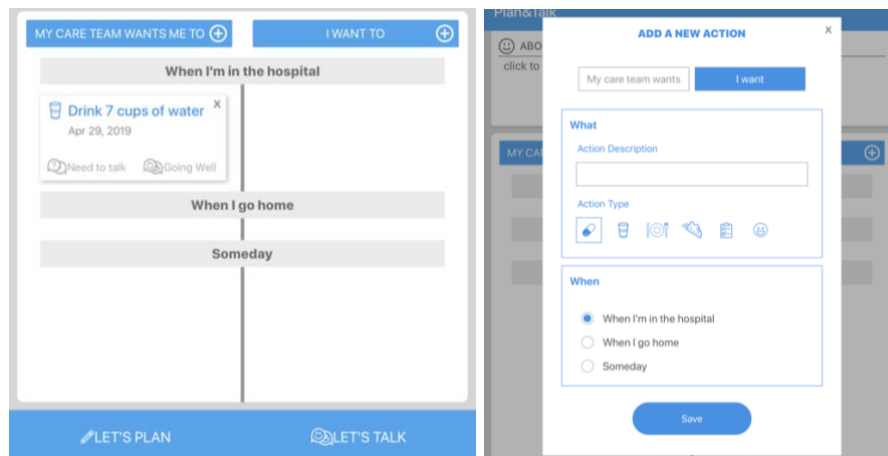 MY CARE TEAM WANTS ME TO
I WANT TO
When I'm in the hospital
Drink 7 cups of water
x
Apr 29, 2019
Need to talk
Going Well
When I go home
Someday
LET'S PLAN
LET'S TALK
Plan&Talk
ABO
click to
MY CA
ADD A NEW ACTION
x
My care team wants
I want
What
Action Description
Action Type
When
When I'm in the hospital
When I go home
Someday
Save